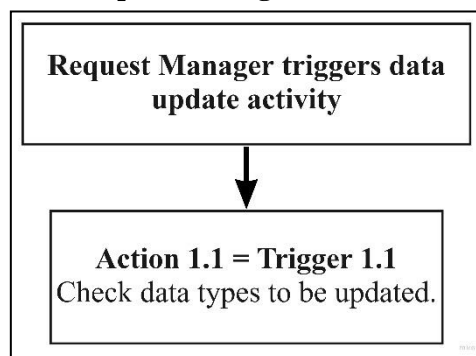 Request Manager triggers data
update activity
Action 1.1 = Trigger 1.1
Check data types to be updated.